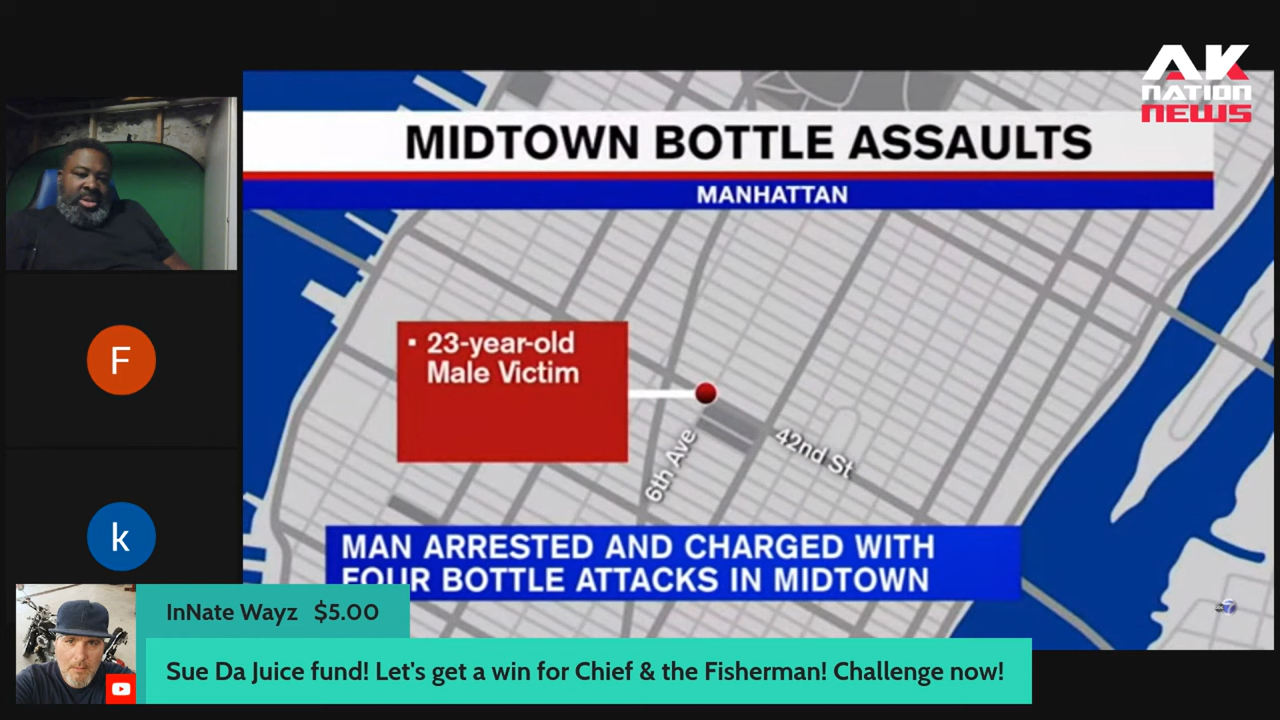 AK
NATION
NEWS
MIDTOWN BOTTLE ASSAULTS
MANHATTAN
▪ 23-year-old
Male Victim
6th Ave
42nd St
F
k
MAN ARRESTED AND CHARGED WITH
FOUR BOTTLE ATTACKS IN MIDTOWN
abc 7
InNate Wayz $5.00
Sue Da Juice fund! Let's get a win for Chief & the Fisherman! Challenge now!